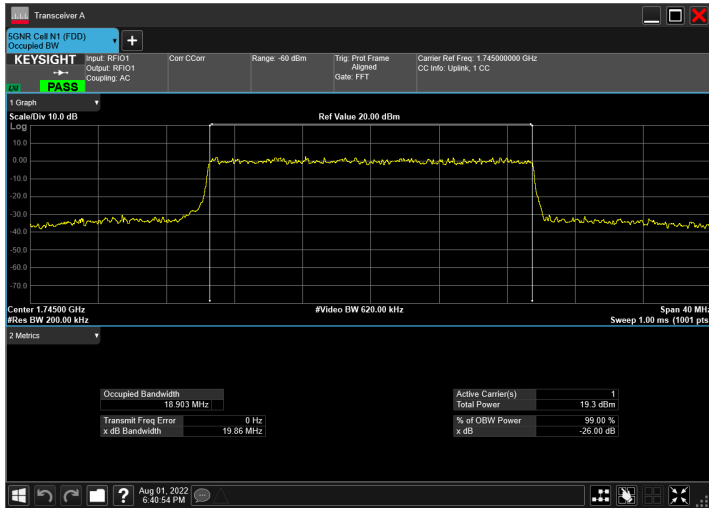 Transceiver A
5GNR Cell N1 (FDD)
Occupied BW
KEYSIGHT
LXI
PASS
Input: RFIO1
Output: RFIO1
Coupling: AC
Corr CCorr
Range: -60 dBm
Trig: Prot Frame
Aligned
Gate: FFT
Carrier Ref Freq: 1.745000000 GHz
CC Info: Uplink, 1 CC
1 Graph
Scale/Div 10.0 dB
Ref Value 20.00 dBm
Log
10.0
0.00
-10.0
-20.0
-30.0
-40.0
-50.0
-60.0
-70.0
Center 1.74500 GHz
#Video BW 620.00 kHz
Span 40 MHz
#Res BW 200.00 kHz
Sweep 1.00 ms (1001 pts
2 Metrics
Occupied Bandwidth
18.903 MHz
Transmit Freq Error 0 Hz
x dB Bandwidth 19.86 MHz
Active Carrier(s) 1
Total Power 19.3 dBm
% of OBW Power 99.00 %
x dB -26.00 dB
?
Aug 01, 2022
6:40:54 PM